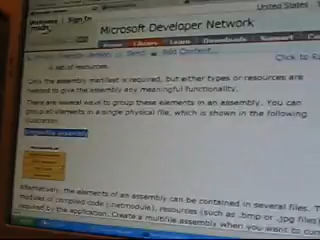 United States
Sign In
Microsoft Developer Network
Home Library Learn Downloads Support
Send Add Content...
Click to R
a set of resources.
Only the assembly manifest is required, but either types or resources are
needed to give the assembly any meaningful functionality.
There are several ways to group these elements in an assembly. You can
group all elements in a single physical file, which is shown in the following
illustration.
Single-file assembly
Alternatively, the elements of an assembly can be contained in several files. T
modules of compiled code (.netmodule), resources (such as .bmp or .jpg files)
required by the application. Create a multifile assembly when you want to com